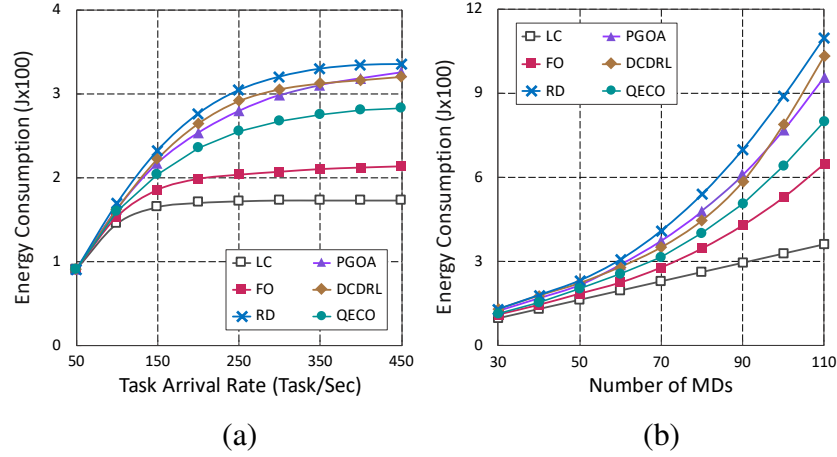 Energy Consumption (Jx100)
4
3
2
1
0
50 150 250 350 450
Task Arrival Rate (Task/Sec)
LC PGOA
FO DCDRL
RD QECO
(a)
Energy Consumption (Jx100)
12
9
6
3
0
30 50 70 90 110
Number of MDs
LC PGOA
FO DCDRL
RD QECO
(b)